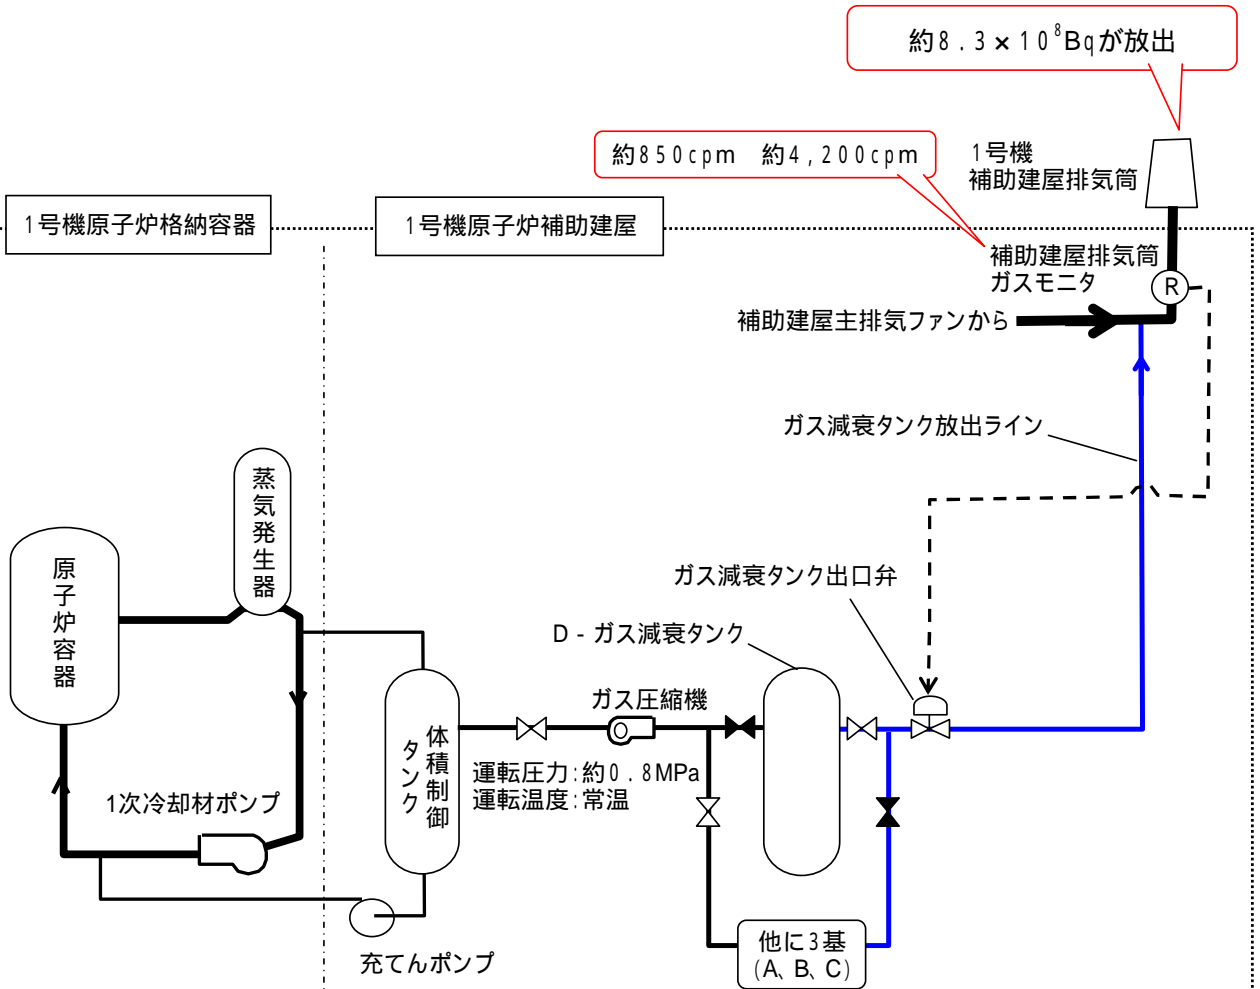 約8.3×10⁸Bqが放出
約850cpm 約4,200cpm
1号機
補助建屋排気筒
1号機原子炉格納容器
1号機原子炉補助建屋
補助建屋排気筒
ガスモニタ
R
補助建屋主排気ファンから
ガス減衰タンク放出ライン
蒸気発生器
原子炉容器
ガス減衰タンク出口弁
D-ガス減衰タンク
ガス圧縮機
体積制御
タンク
運転圧力:約0.8MPa
運転温度:常温
1次冷却材ポンプ
他に3基
(A、B、C)
充てんポンプ